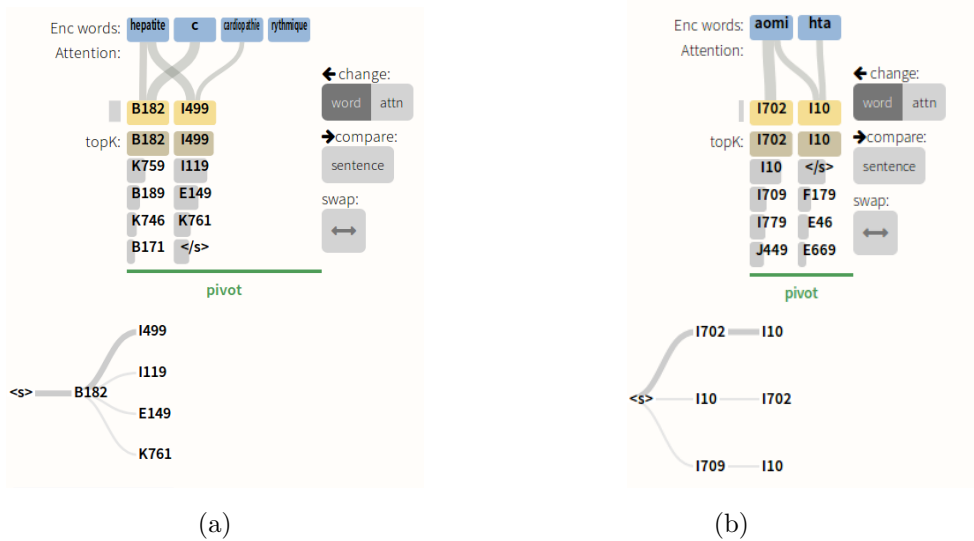 Enc words: hepatite c cardiopathie rythmique
Attention:
← change:
word attn
B182 I499
topK: B182 I499
→compare:
K759 I119
sentence
B189 E149
swap:
K746 K761
B171 </s>
pivot
I499
I119
<s> B182
E149
K761
(a)
Enc words: aomi hta
Attention:
← change:
word attn
I702 I10
topK: I702 I10
→compare:
I10 </s>
sentence
I709 F179
swap:
I779 E46
J449 E669
pivot
I702 I10
<s> I10 I702
I709 I10
(b)